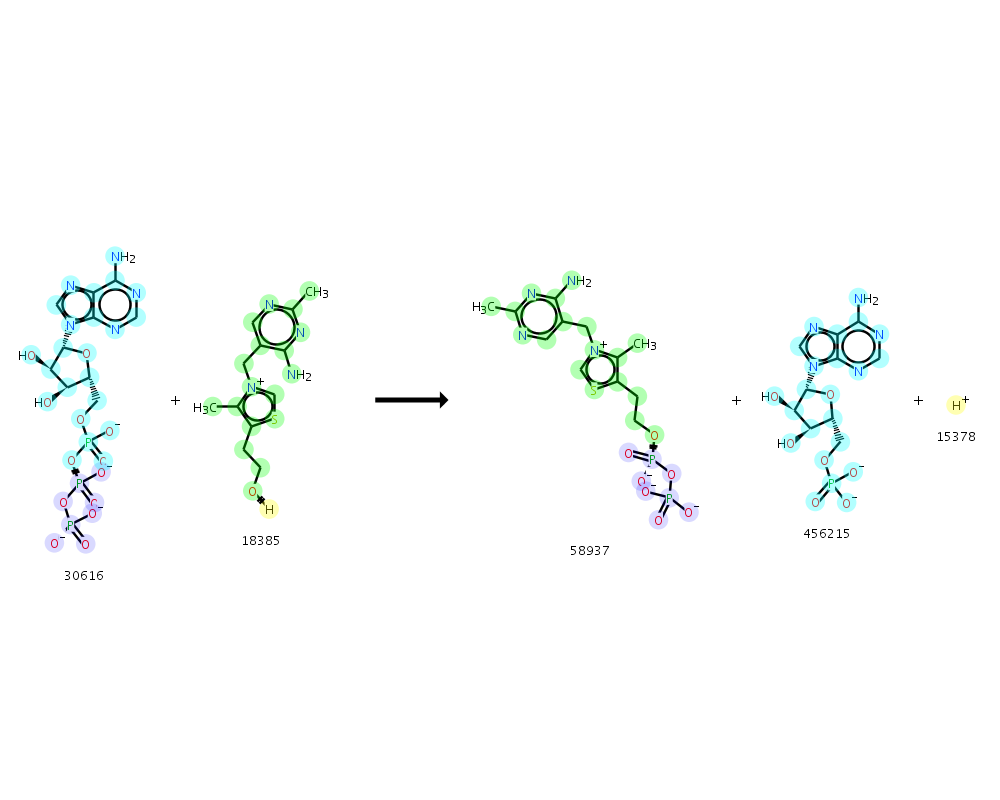 NH₂
N
N
N
N
O
HO
HO
O
P
O⁻
O
O
O⁻
P
O
O
O⁻
P
O⁻
O
30616
+
CH₃
N
N
NH₂
N⁺
H₃C
S
O
H
18385
NH₂
N
H₃C
N
N⁺
CH₃
S
O
O
P
O⁻
O
O⁻
P
O⁻
O
58937
+
NH₂
N
N
N
N
O
HO
HO
O
O⁻
P
O
O⁻
456215
+
H⁺
15378